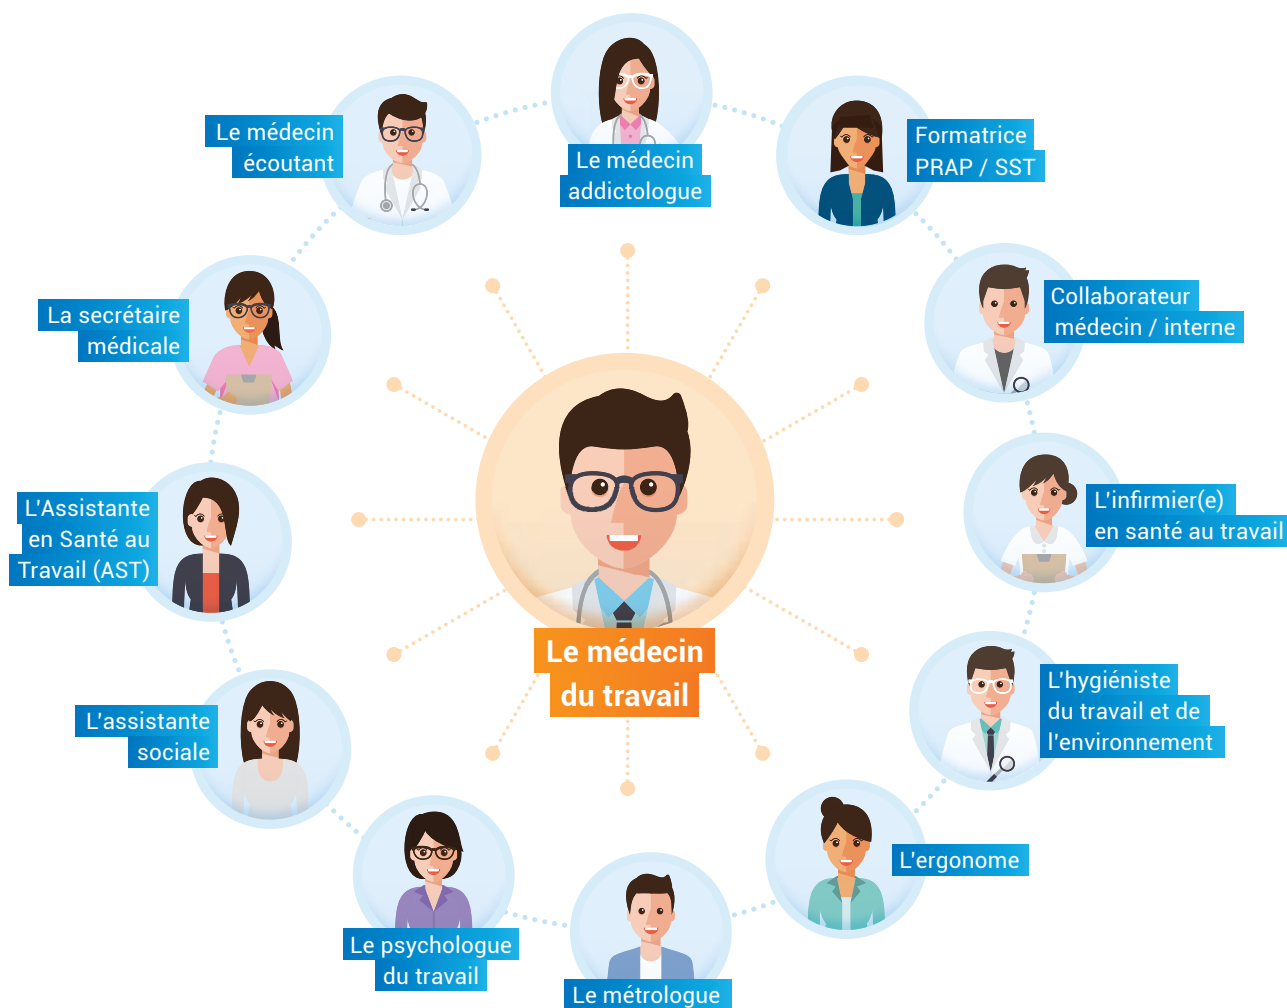 Le médecin
addictologue
Formatrice
PRAP / SST
Collaborateur
médecin / interne
L'infirmier(e)
en santé au travail
L'hygiéniste
du travail et de
l'environnement
L'ergonome
Le métrologue
Le psychologue
du travail
L'assistante
sociale
L'Assistante
en Santé au
Travail (AST)
La secrétaire
médicale
Le médecin
écoutant
Le médecin
du travail